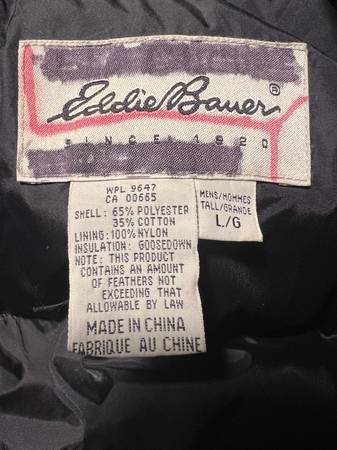 Eddie Bauer®
SINCE 1920
WPL 9647
CA 00665
SHELL: 65% POLYESTER
35% COTTON
LINING: 100% NYLON
INSULATION: GOOSEDOWN
NOTE: THIS PRODUCT
CONTAINS AN AMOUNT
OF FEATHERS NOT
EXCEEDING THAT
ALLOWABLE BY LAW
MADE IN CHINA
FABRIQUE AU CHINE
MENS/HOMMES
TALL/GRANDE
L/G